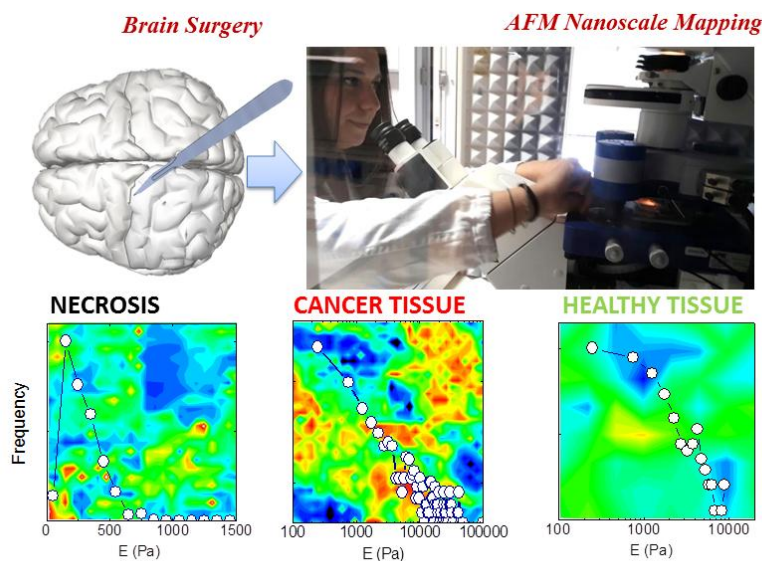 Brain Surgery
AFM Nanoscale Mapping
NECROSIS
CANCER TISSUE
HEALTHY TISSUE
Frequency
0 500 1000 1500
E (Pa)
100 1000 10000 100000
E (Pa)
100 1000 10000
E (Pa)